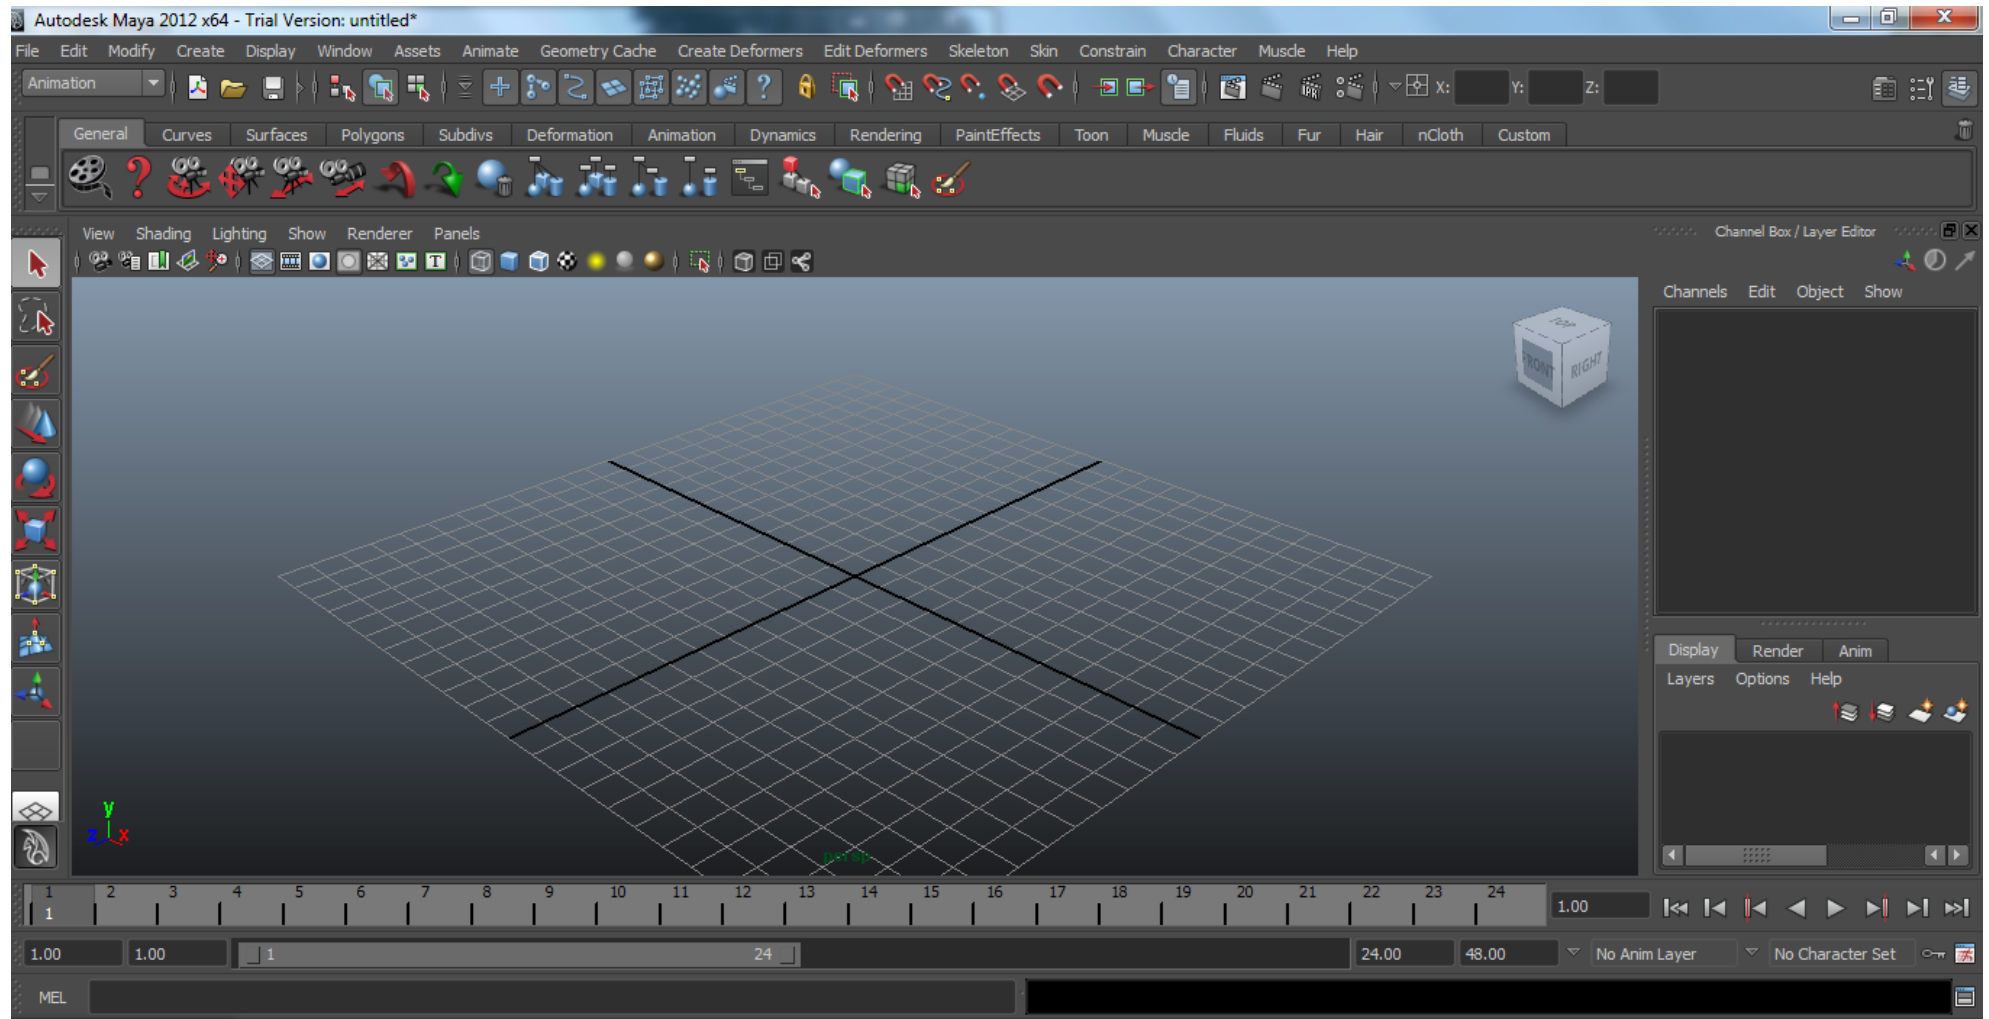 Autodesk Maya 2012 x64 - Trial Version: untitled*
File Edit Modify Create Display Window Assets Animate Geometry Cache Create Deformers Edit Deformers Skeleton Skin Constrain Character Muscle Help
Animation X: Y: Z:
IPR
General Curves Surfaces Polygons Subdivs Deformation Animation Dynamics Rendering PaintEffects Toon Muscle Fluids Fur Hair nCloth Custom
View Shading Lighting Show Renderer Panels
Channel Box / Layer Editor
T
Channels Edit Object Show
TOP
FRONT RIGHT
Display Render Anim
Layers Options Help
y
z x
persp
1 2 3 4 5 6 7 8 9 10 11 12 13 14 15 16 17 18 19 20 21 22 23 24
1 1.00
1.00 1.00 1 24 24.00 48.00 No Anim Layer No Character Set
MEL